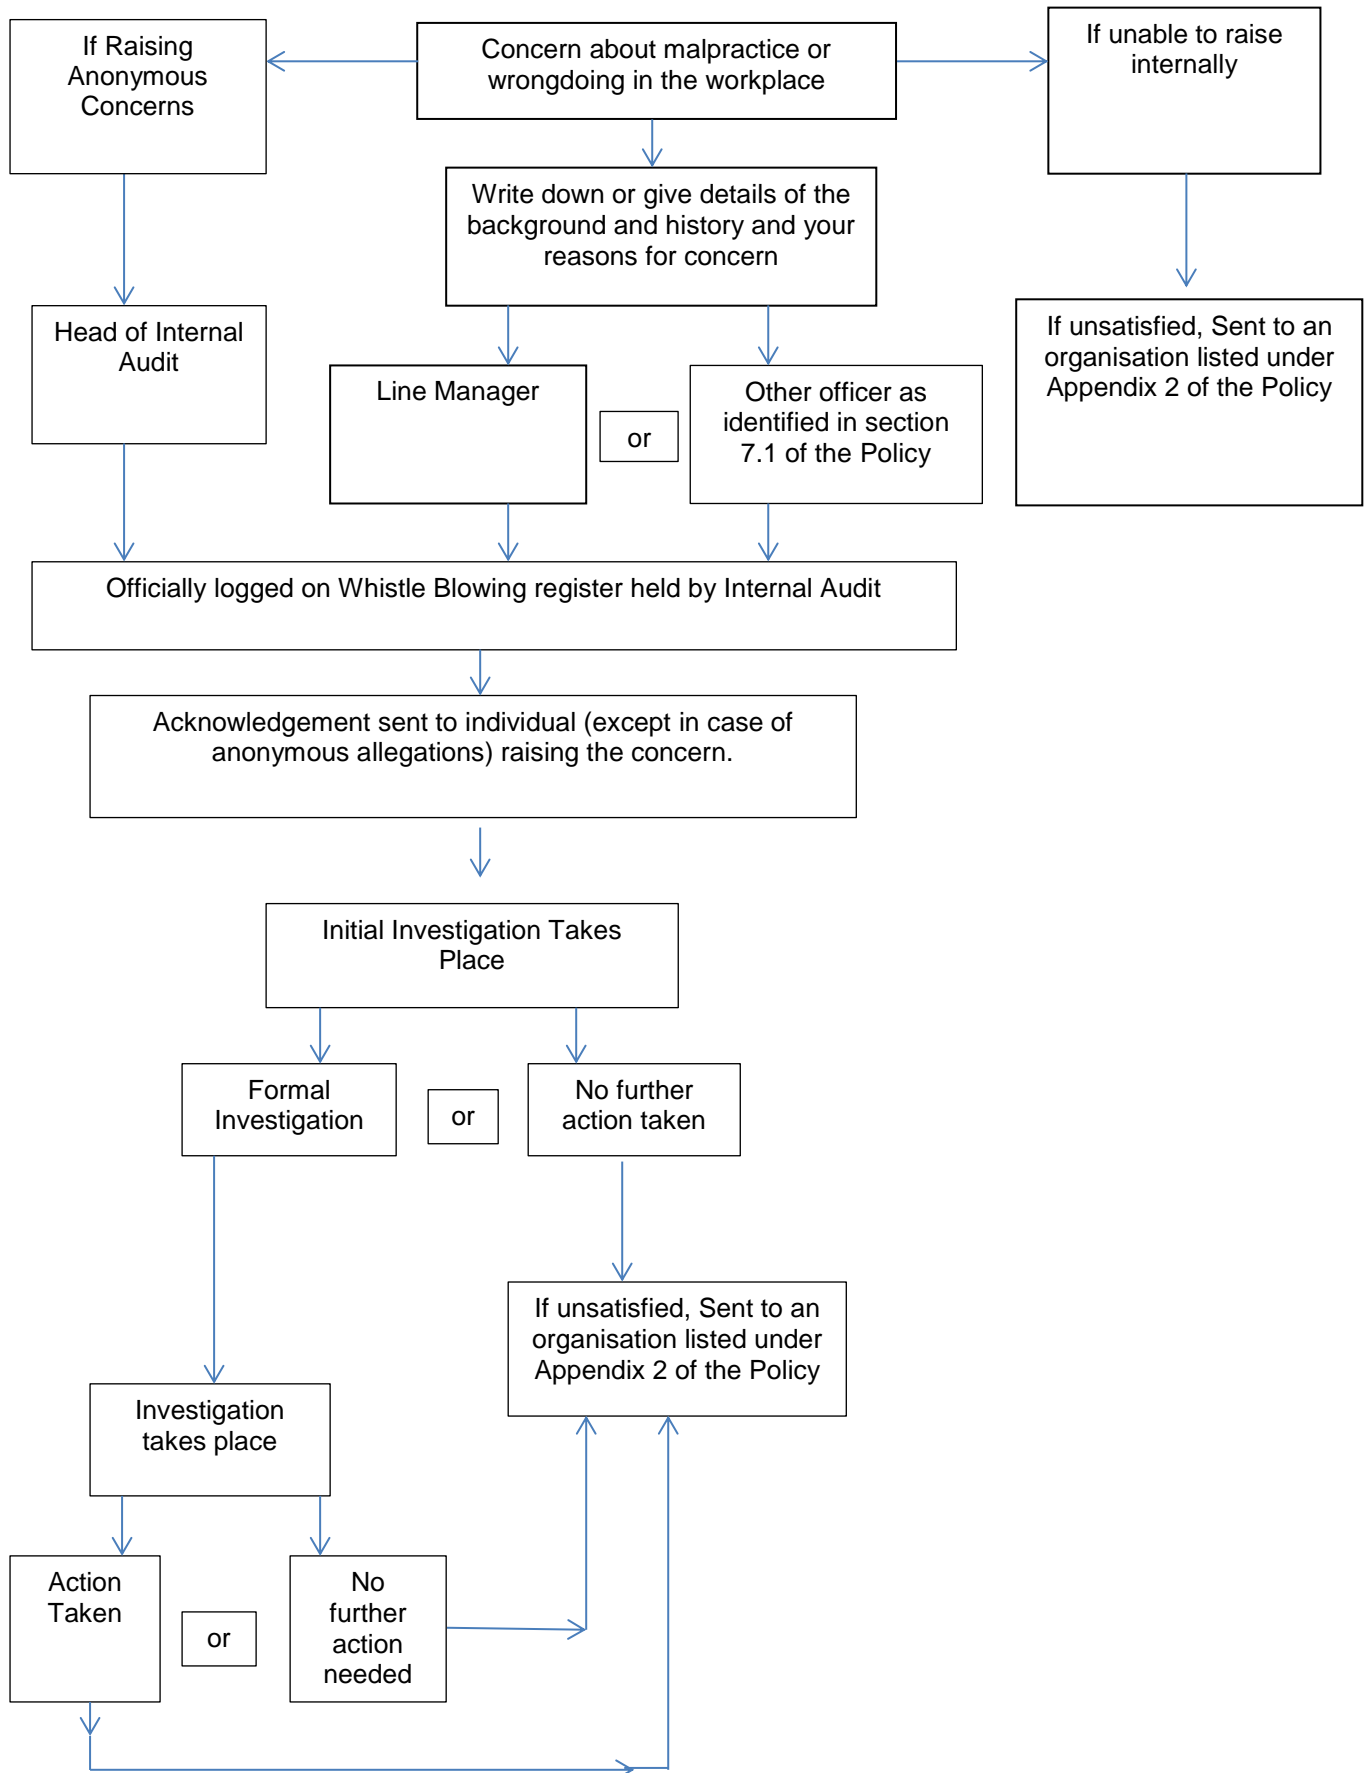 If Raising
Anonymous
Concerns
Concern about malpractice or
wrongdoing in the workplace
If unable to raise
internally
Write down or give details of the
background and history and your
reasons for concern
Head of Internal
Audit
Line Manager
or
Other officer as
identified in section
7.1 of the Policy
If unsatisfied, Sent to an
organisation listed under
Appendix 2 of the Policy
Officially logged on Whistle Blowing register held by Internal Audit
Acknowledgement sent to individual (except in case of
anonymous allegations) raising the concern.
Initial Investigation Takes
Place
Formal
Investigation
or
No further
action taken
If unsatisfied, Sent to an
organisation listed under
Appendix 2 of the Policy
Investigation
takes place
Action
Taken
or
No
further
action
needed